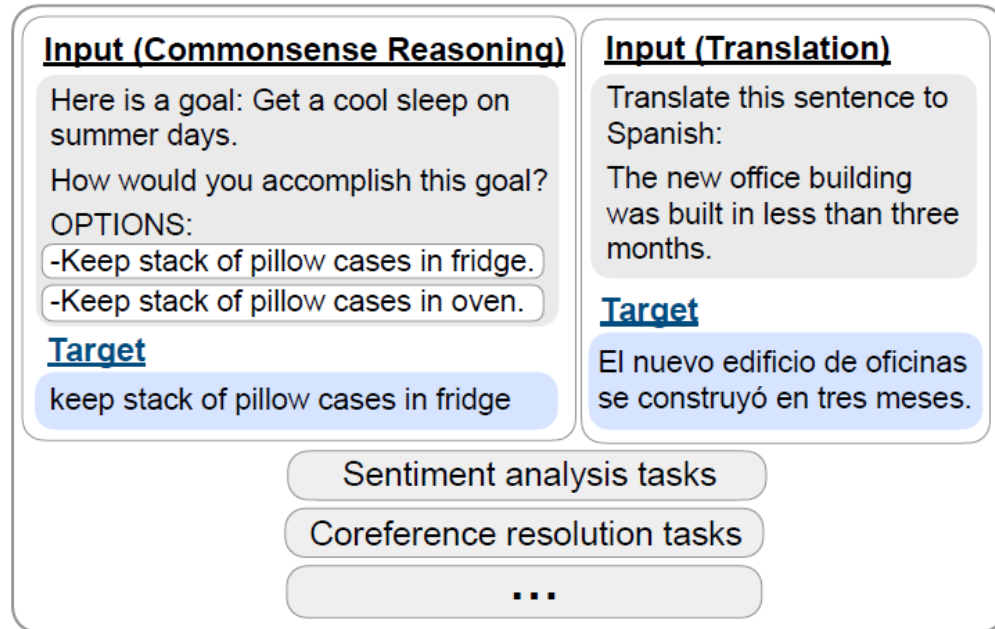 Input (Commonsense Reasoning)
Here is a goal: Get a cool sleep on
summer days.
How would you accomplish this goal?
OPTIONS:
-Keep stack of pillow cases in fridge.
-Keep stack of pillow cases in oven.
Target
keep stack of pillow cases in fridge
Input (Translation)
Translate this sentence to
Spanish:
The new office building
was built in less than three
months.
Target
El nuevo edificio de oficinas
se construyó en tres meses.
Sentiment analysis tasks
Coreference resolution tasks
...